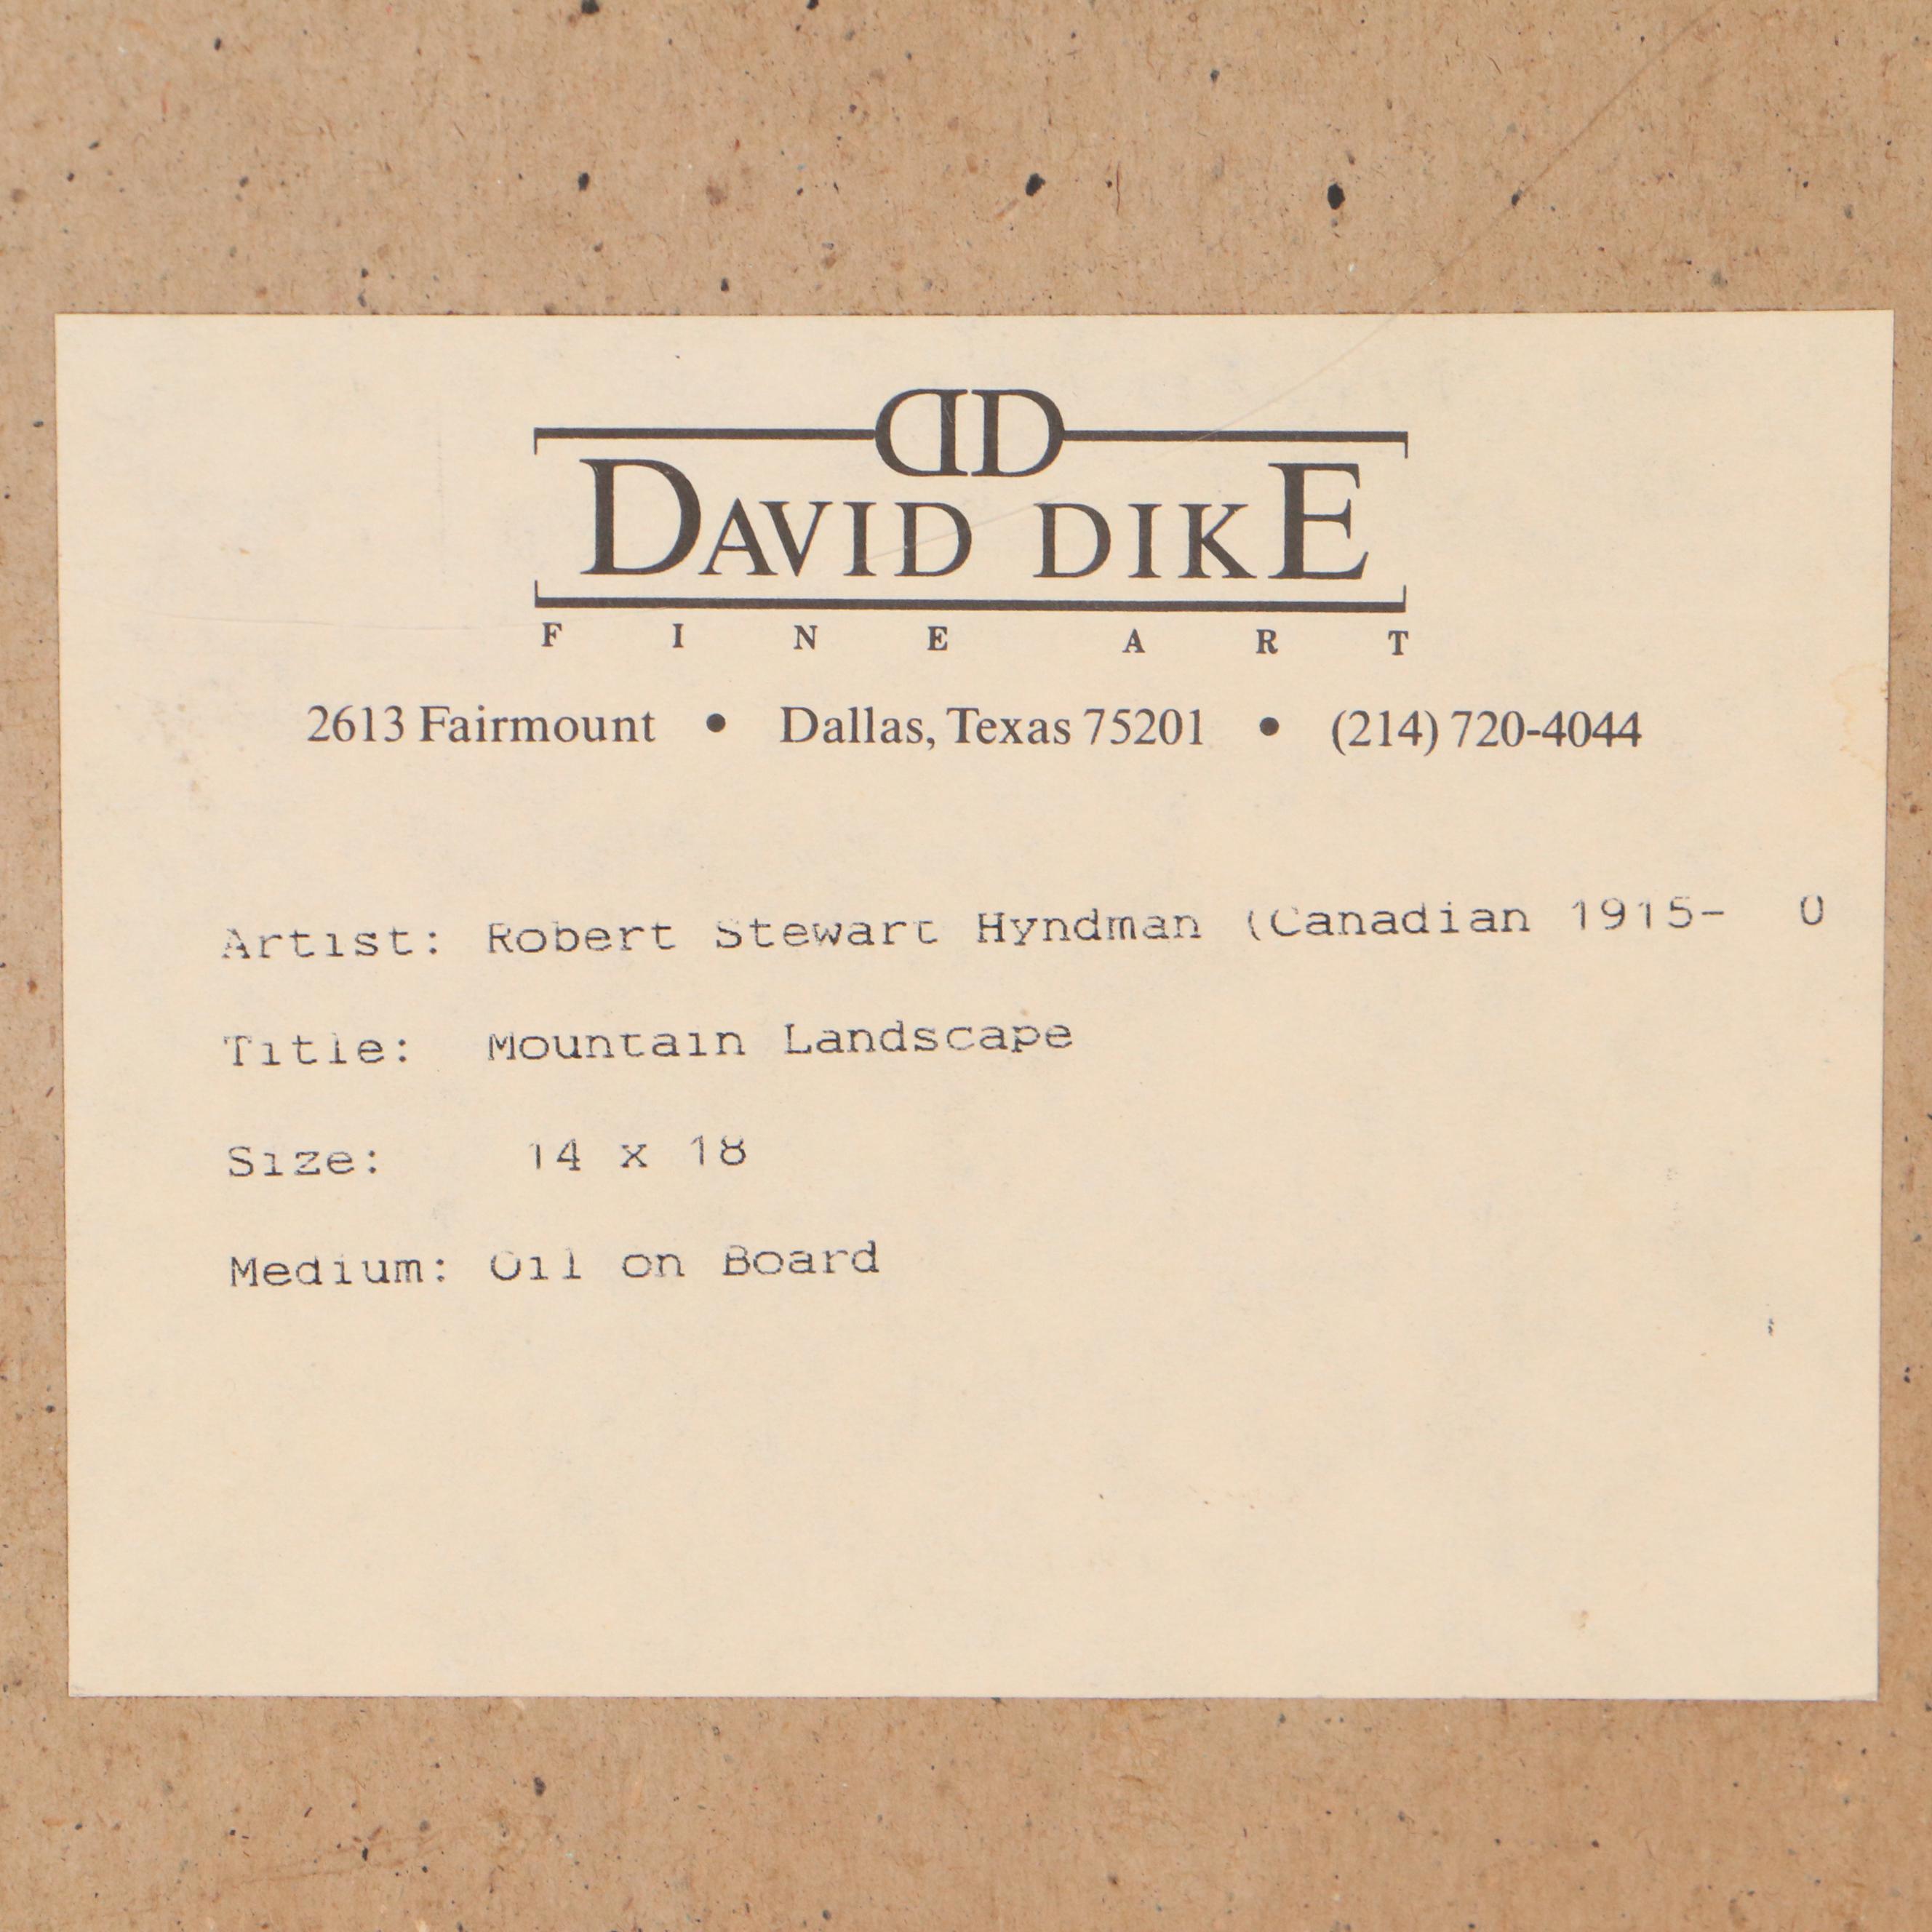 DD
DAVID DIKE
FINE ART
2613 Fairmount • Dallas, Texas 75201 • (214) 720-4044
Artist: Robert Stewart Hyndman (Canadian 1915- 0
Title: Mountain Landscape
Size: 14 x 18
Medium: Oil on Board